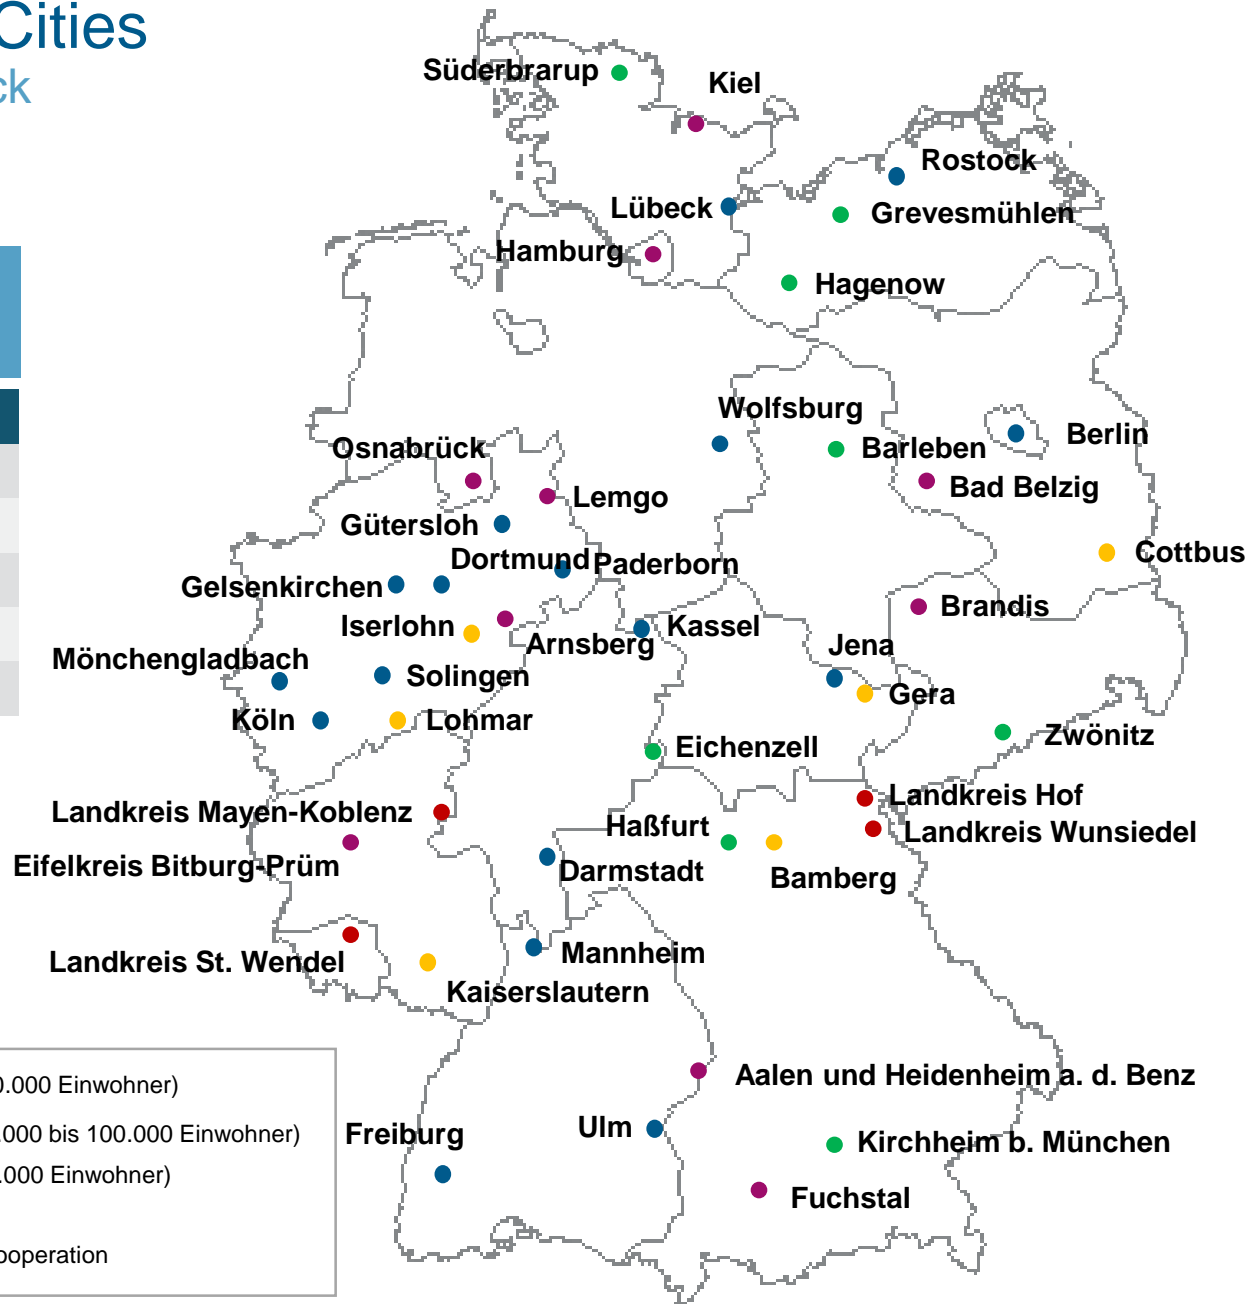 Cities
ck
Süderbrarup
Kiel
Rostock
Lübeck
Grevesmühlen
Hamburg
Hagenow
Wolfsburg
Osnabrück
Barleben
Berlin
Bad Belzig
Lemgo
Gütersloh
Cottbus
Dortmund
Paderborn
Gelsenkirchen
Brandis
Iserlohn
Kassel
Arnsberg
Jena
Mönchengladbach
Solingen
Gera
Köln
Lohmar
Zwönitz
Eichenzell
Landkreis Hof
Landkreis Mayen-Koblenz
Haßfurt
Landkreis Wunsiedel
Eifelkreis Bitburg-Prüm
Darmstadt
Bamberg
Mannheim
Landkreis St. Wendel
Kaiserslautern
Aalen und Heidenheim a. d. Benz
0.000 Einwohner)
.000 bis 100.000 Einwohner)
.000 Einwohner)
ooperation
Freiburg
Ulm
Kirchheim b. München
Fuchstal